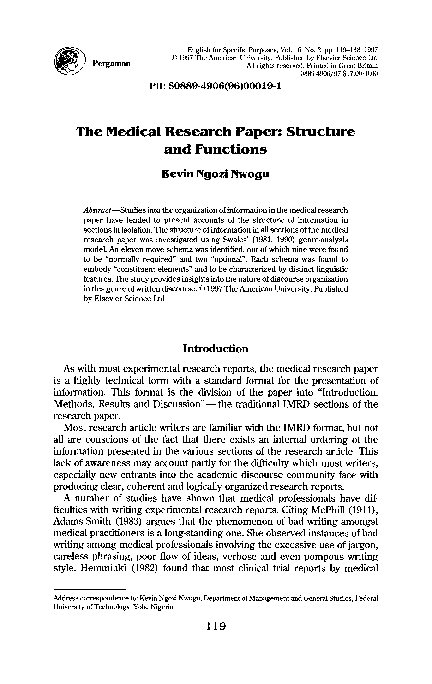 English for Specific Purposes, Vol. 16, No. 2, pp. 119-138, 1997
© 1997 The American University. Published by Elsevier Science Ltd
All rights reserved. Printed in Great Britain
0889-4906/97 $17.00+0.00
Pergamon
PII: S0889-4906(96)00019-1
The Medical Research Paper: Structure
and Functions
Kevin Ngozi Nwogu
Abstract—Studies into the organization of information in the medical research
paper have tended to present accounts of the structure of information in
sections in isolation. The structure of information in all sections of the medical
research paper was investigated using Swales' (1981, 1990) genre-analysis
model. An eleven-move schema was identified, out of which nine were found
to be "normally required" and two "optional". Each schema was found to
embody "constituent elements" and to be characterized by distinct linguistic
features. The study provides insights into the nature of discourse organization
in this genre of written discourse. © 1997 The American University. Published
by Elsevier Science Ltd
Introduction
As with most experimental research reports, the medical research paper
is a highly technical form with a standard format for the presentation of
information. This format is the division of the paper into "Introduction,
Methods, Results and Discussion"—the traditional IMRD sections of the
research paper.
Most research article writers are familiar with the IMRD format, but not
all are conscious of the fact that there exists an internal ordering of the
information presented in the various sections of the research article. This
lack of awareness may account partly for the difficulty which most writers,
especially new entrants into the academic discourse community face with
producing clear, coherent and logically organized research reports.
A number of studies have shown that medical professionals have dif-
ficulties with writing experimental research reports. Citing McPhill (1911),
Adams Smith (1983) argues that the phenomenon of bad writing amongst
medical practitioners is a long-standing one. She observed instances of bad
writing among medical professionals involving the excessive use of jargon,
careless phrasing, poor flow of ideas, verbose and even pompous writing
style. Hemminki (1982) found that most clinical trial reports by medical
Address correspondence to: Kevin Ngozi Nwogu, Department of Management and General Studies, Federal
University of Technology, Yola, Nigeria
119